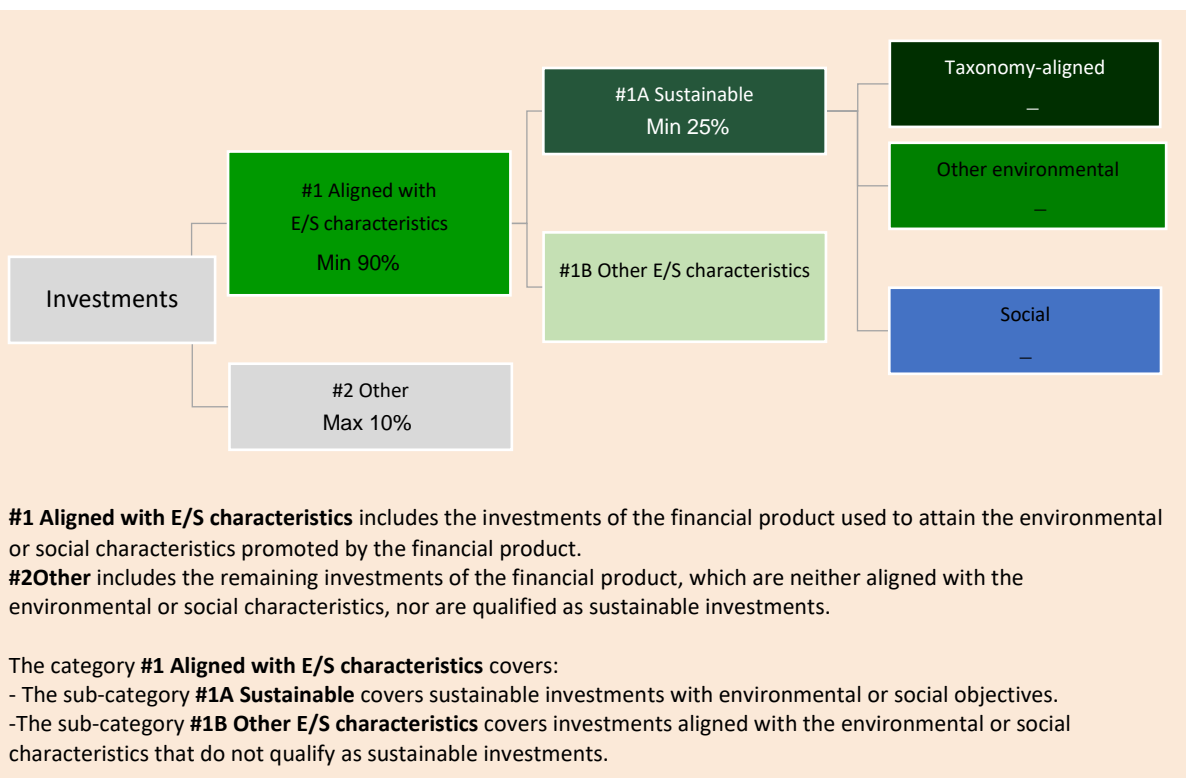 Investments
#1 Aligned with
E/S characteristics
Min 90%
#2 Other
Max 10%
#1A Sustainable
Min 25%
#1B Other E/S characteristics
Taxonomy-aligned
_
Other environmental
_
Social
_
#1 Aligned with E/S characteristics includes the investments of the financial product used to attain the environmental
or social characteristics promoted by the financial product.
#2Other includes the remaining investments of the financial product, which are neither aligned with the
environmental or social characteristics, nor are qualified as sustainable investments.
The category #1 Aligned with E/S characteristics covers:
- The sub-category #1A Sustainable covers sustainable investments with environmental or social objectives.
-The sub-category #1B Other E/S characteristics covers investments aligned with the environmental or social
characteristics that do not qualify as sustainable investments.